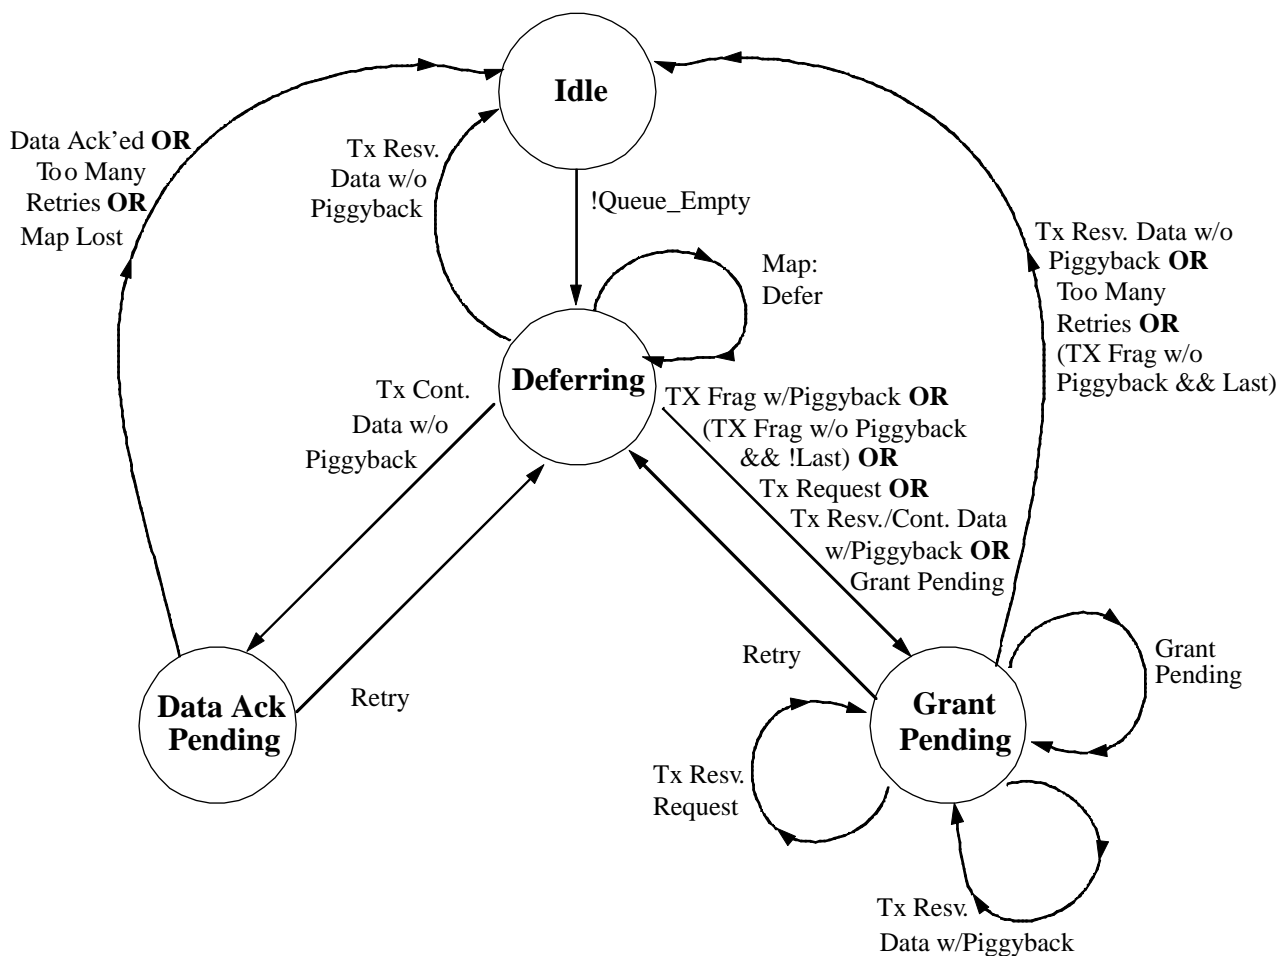 Idle
Data Ack'ed OR
Too Many
Retries OR
Map Lost
Tx Resv.
Data w/o
Piggyback
!Queue_Empty
Map:
Defer
Tx Resv. Data w/o
Piggyback OR
Too Many
Retries OR
(TX Frag w/o
Piggyback && Last)
Deferring
Tx Cont.
Data w/o
Piggyback
TX Frag w/Piggyback OR
(TX Frag w/o Piggyback
&& !Last) OR
Tx Request OR
Tx Resv./Cont. Data
w/Piggyback OR
Grant Pending
Retry
Retry
Data Ack
Pending
Grant
Pending
Grant
Pending
Tx Resv.
Request
Tx Resv.
Data w/Piggyback